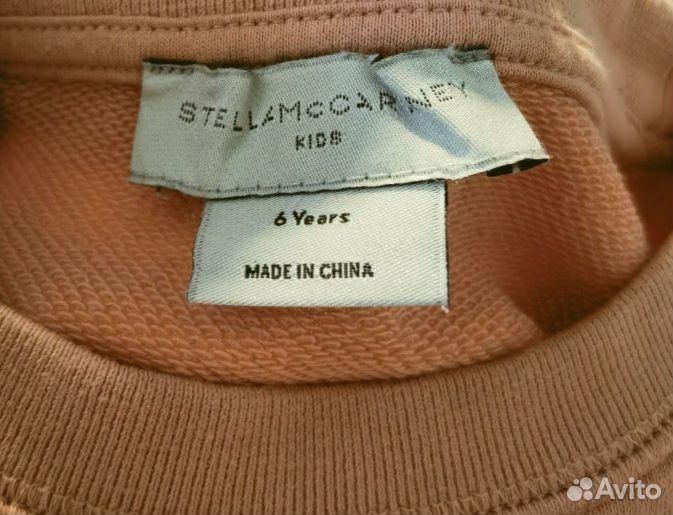 STELLAMCCARTNEY
KIDS
6 Years
MADE IN CHINA
Avito